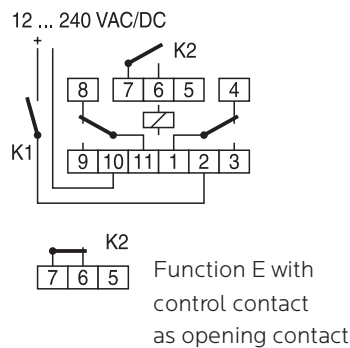 12 ... 240 VAC/DC
+
K2
8 7 6 5 4
K1
9 10 11 1 2 3
K2
7 6 5
Function E with
control contact
as opening contact